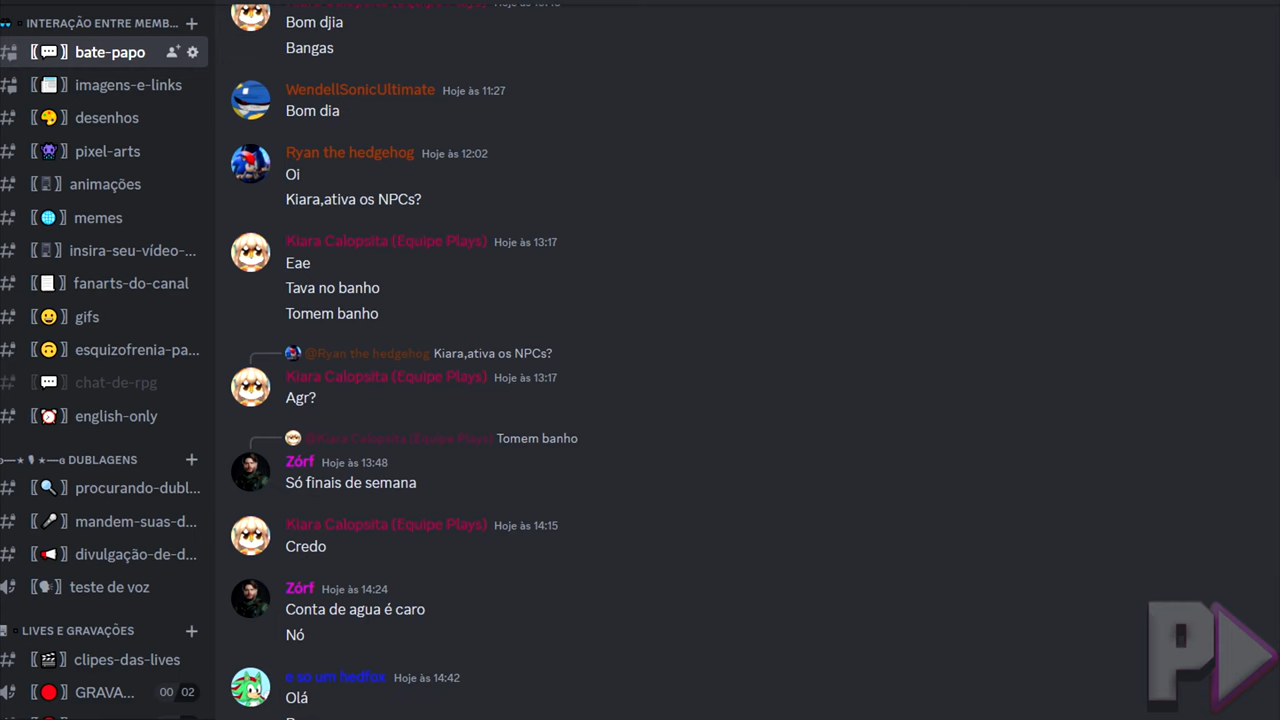 INTERAÇÃO ENTRE MEMB...
bate-papo
imagens-e-links
desenhos
pixel-arts
animações
memes
insira-seu-vídeo-...
fanarts-do-canal
gifs
esquizofrenia-pa...
chat-de-rpg
english-only
DUBLAGENS
procurando-dubl...
mandem-suas-d...
divulgação-de-d...
teste de voz
LIVES E GRAVAÇÕES
clipes-das-lives
GRAVA... 00 02
Bom djia
Bangas
WendellSonicUltimate Hoje às 11:27
Bom dia
Ryan the hedgehog Hoje às 12:02
Oi
Kiara,ativa os NPCs?
Kiara Calopsita (Equipe Plays) Hoje às 13:17
Eae
Tava no banho
Tomem banho
@Ryan the hedgehog Kiara,ativa os NPCs?
Kiara Calopsita (Equipe Plays) Hoje às 13:17
Agr?
@Kiara Calopsita (Equipe Plays) Tomem banho
Zórf Hoje às 13:48
Só finais de semana
Kiara Calopsita (Equipe Plays) Hoje às 14:15
Credo
Zórf Hoje às 14:24
Conta de agua é caro
Nó
e so um hedfox Hoje às 14:42
Olá
P